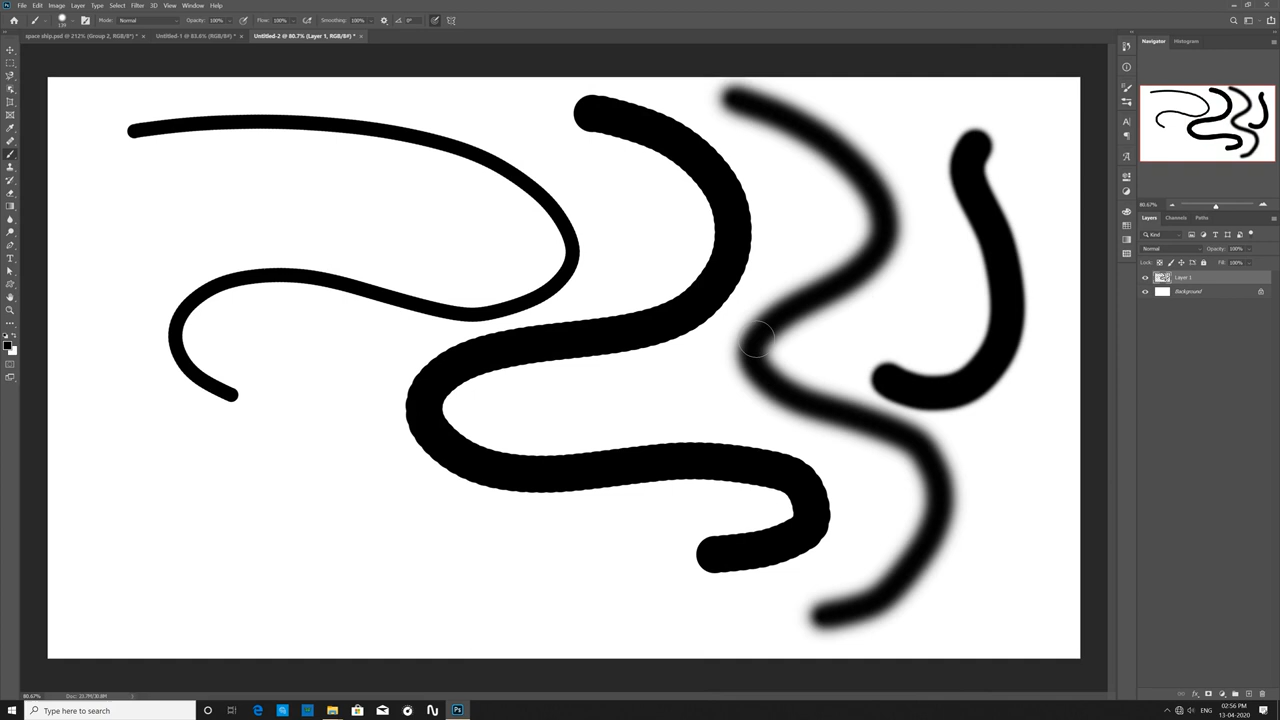 Ps File Edit Image Layer Type Select Filter 3D View Window Help
139 Mode: Normal Opacity: 100% Flow: 100% Smoothing: 100% 0°
space ship.psd @ 212% (Group 2, RGB/8*) * × Untitled-1 @ 83.6% (RGB/8#) * × Untitled-2 @ 80.7% (Layer 1, RGB/8#) * ×
Navigator Histogram
80.67%
Layers Channels Paths
Kind
Normal Opacity: 100%
Lock: Fill: 100%
Layer 1
Background
80.67% Doc: 23.7M/31.8M
Type here to search
Ps
ENG
02:56 PM
13-04-2020